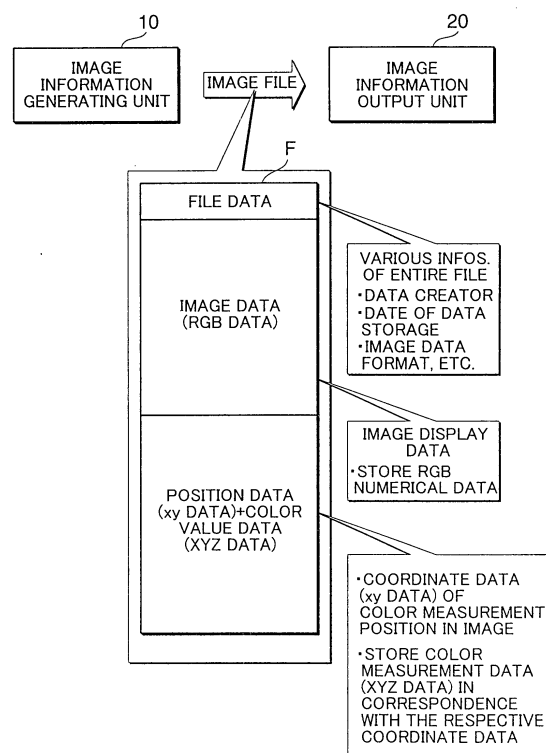 10
20
IMAGE
INFORMATION
GENERATING UNIT
IMAGE FILE
IMAGE
INFORMATION
OUTPUT UNIT
F
FILE DATA
IMAGE DATA
(RGB DATA)
POSITION DATA
(xy DATA)+COLOR
VALUE DATA
(XYZ DATA)
VARIOUS INFOS.
OF ENTIRE FILE
・DATA CREATOR
・DATE OF DATA
STORAGE
・IMAGE DATA
FORMAT, ETC.
IMAGE DISPLAY
DATA
・STORE RGB
NUMERICAL DATA
・COORDINATE DATA
(xy DATA) OF
COLOR MEASUREMENT
POSITION IN IMAGE
・STORE COLOR
MEASUREMENT DATA
(XYZ DATA) IN
CORRESPONDENCE
WITH THE RESPECTIVE
COORDINATE DATA